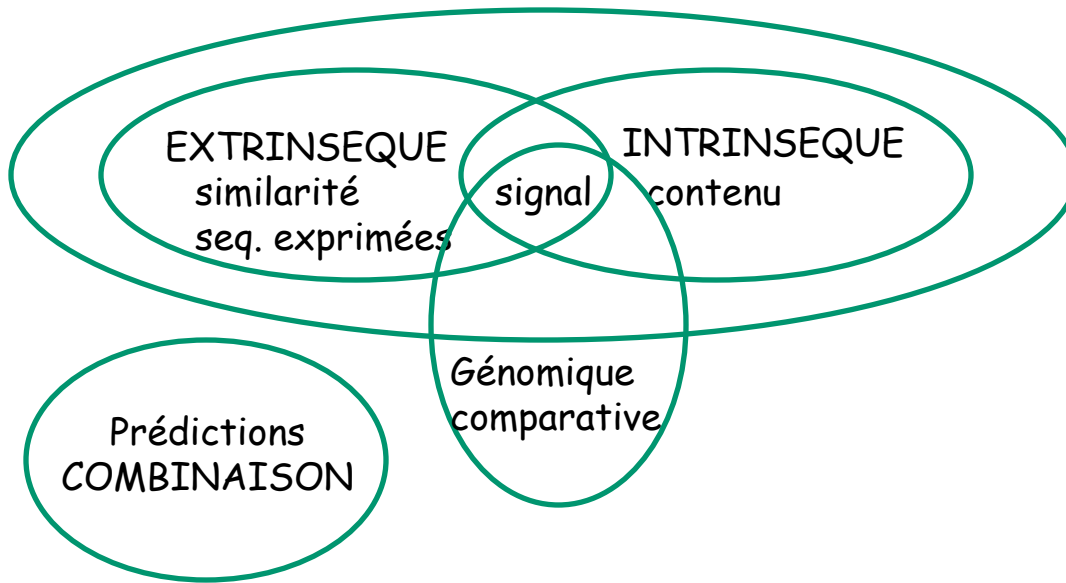 EXTRINSEQUE
similarité
seq. exprimées
signal
INTRINSEQUE
contenu
Génomique
comparative
Prédictions
COMBINAISON